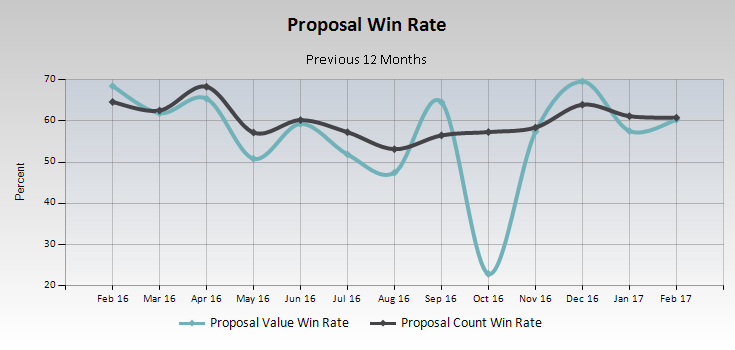 Proposal Win Rate
Previous 12 Months
Percent
70
60
50
40
30
20
Feb 16 Mar 16 Apr 16 May 16 Jun 16 Jul 16 Aug 16 Sep 16 Oct 16 Nov 16 Dec 16 Jan 17 Feb 17
Proposal Value Win Rate Proposal Count Win Rate